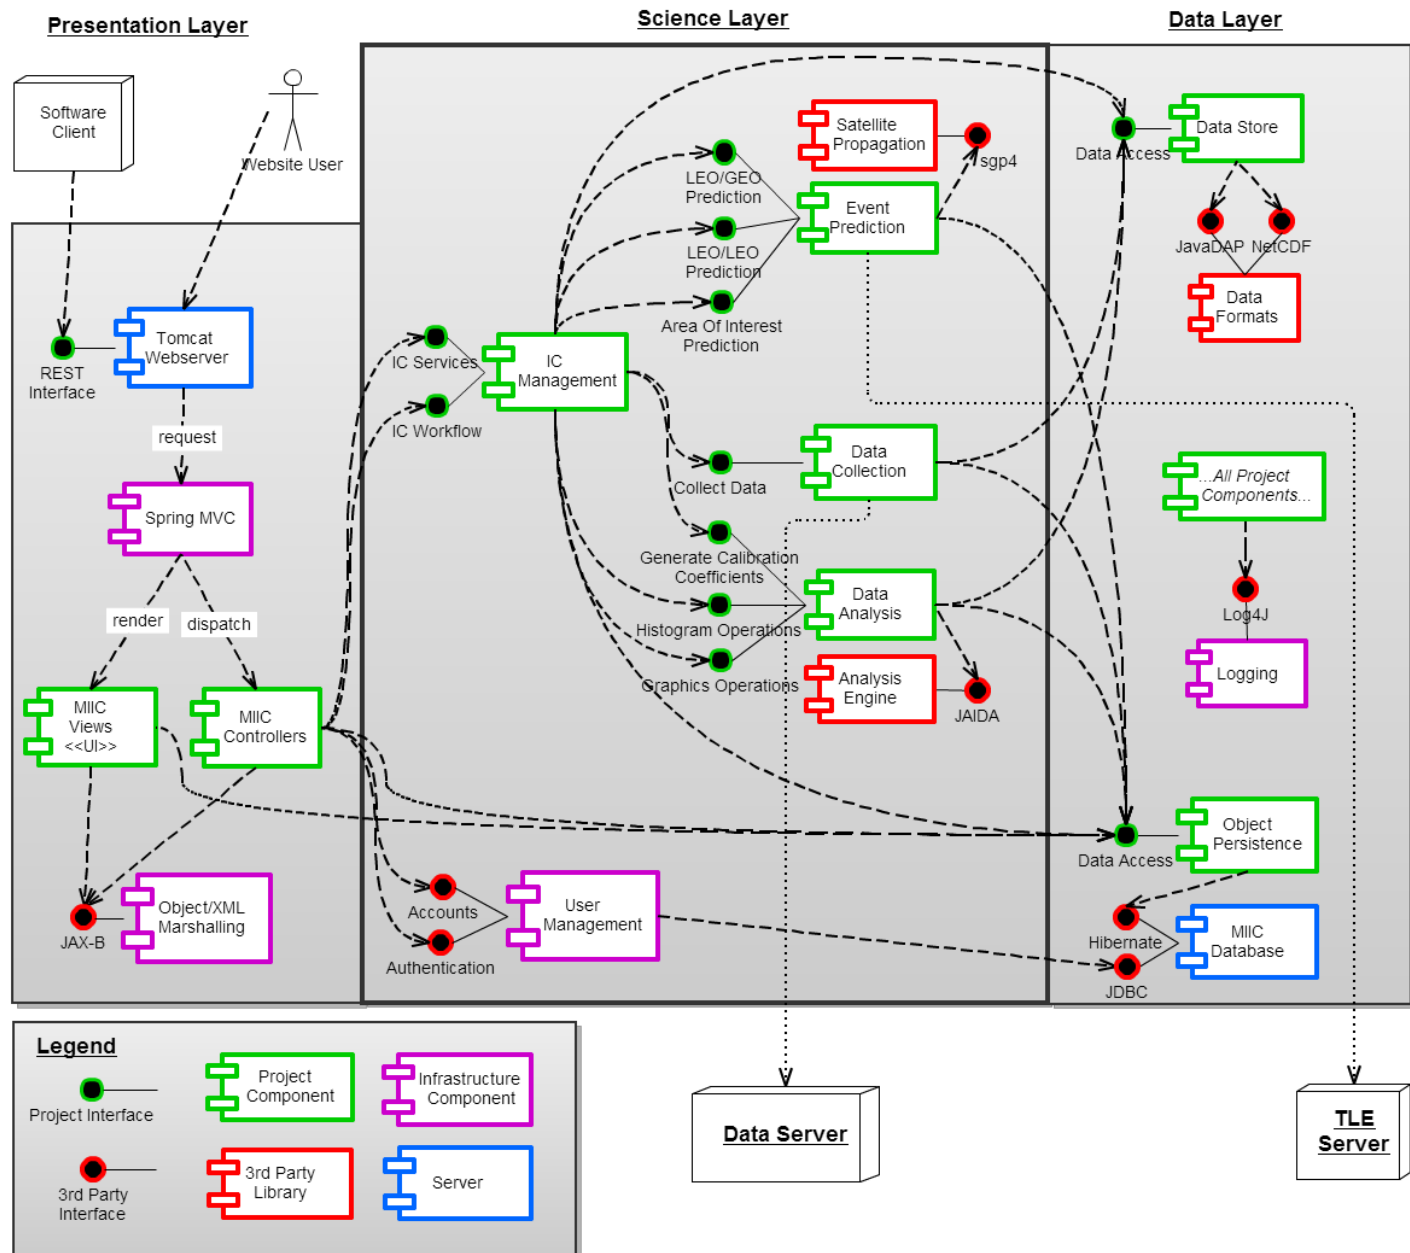 Presentation Layer
Science Layer
Data Layer
Software
Client
Website User
REST
Interface
Tomcat
Webserver
request
Spring MVC
render
dispatch
MIIC
Views
<<UI>>
MIIC
Controllers
JAX-B
Object/XML
Marshalling
IC Services
IC Workflow
IC
Management
LEO/GEO
Prediction
LEO/LEO
Prediction
Area Of Interest
Prediction
Satellite
Propagation
sgp4
Event
Prediction
Collect Data
Data
Collection
Generate Calibration
Coefficients
Histogram Operations
Graphics Operations
Data
Analysis
Analysis
Engine
JAIDA
Accounts
Authentication
User
Management
Data Access
Data Store
JavaDAP
NetCDF
Data
Formats
...All Project
Components...
Log4J
Logging
Data Access
Object
Persistence
Hibernate
JDBC
MIIC
Database
Legend
Project Interface
Project
Component
Infrastructure
Component
3rd Party
Interface
3rd Party
Library
Server
Data Server
TLE
Server